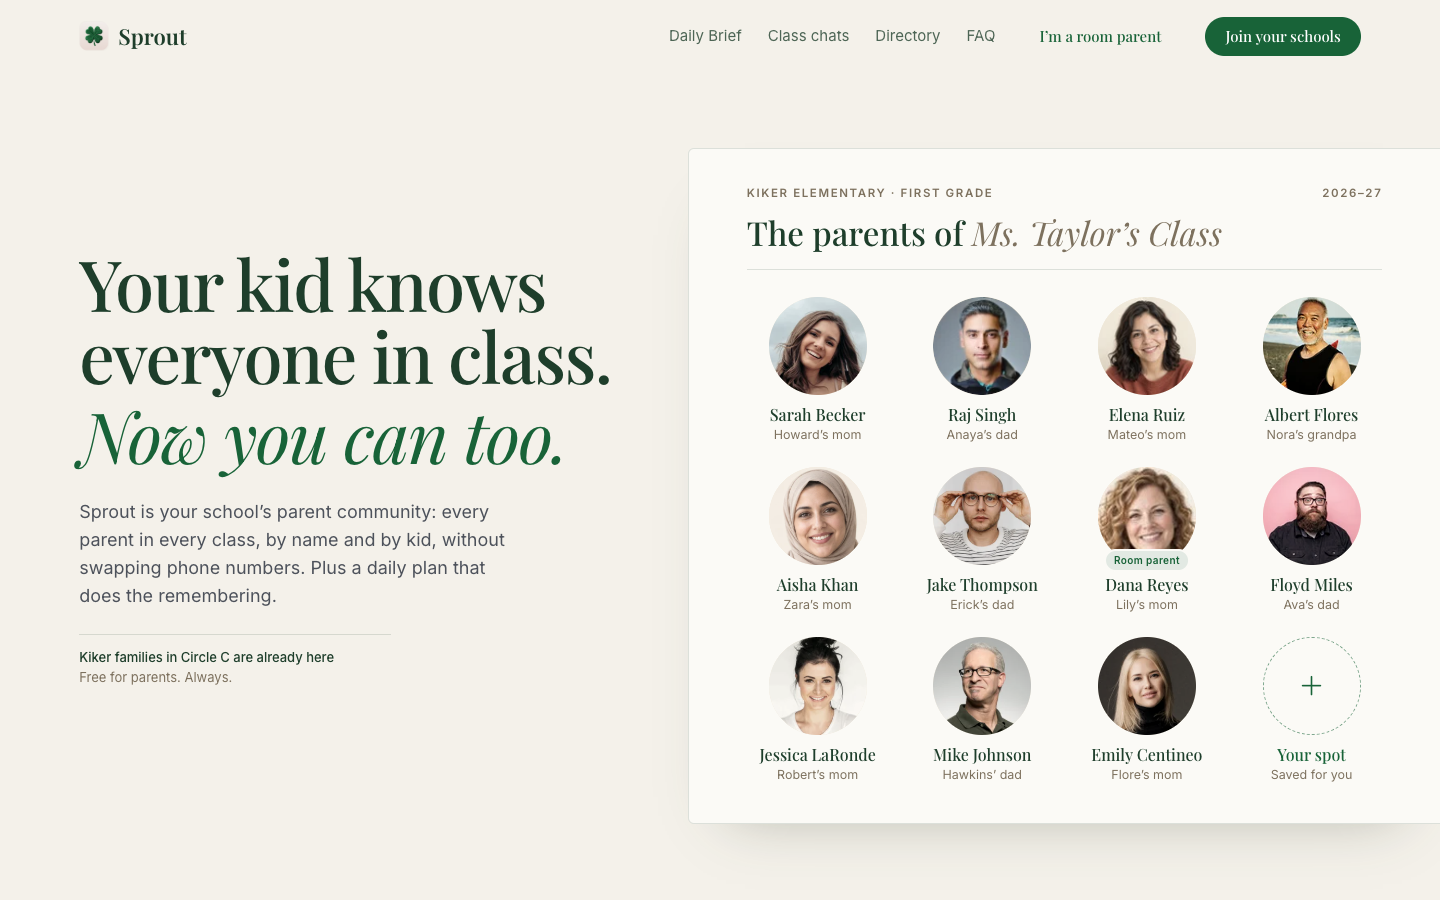 Sprout
Daily Brief
Class chats
Directory
FAQ
I’m a room parent
Join your schools
Your kid knows
everyone in class.
Now you can too.
Sprout is your school’s parent community: every
parent in every class, by name and by kid, without
swapping phone numbers. Plus a daily plan that
does the remembering.
Kiker families in Circle C are already here
Free for parents. Always.
KIKER ELEMENTARY · FIRST GRADE
2026–27
The parents of Ms. Taylor’s Class
Sarah Becker
Howard’s mom
Raj Singh
Anaya’s dad
Elena Ruiz
Mateo’s mom
Albert Flores
Nora’s grandpa
Aisha Khan
Zara’s mom
Jake Thompson
Erick’s dad
Room parent
Dana Reyes
Lily’s mom
Floyd Miles
Ava’s dad
Jessica LaRonde
Robert’s mom
Mike Johnson
Hawkins’ dad
Emily Centineo
Flore’s mom
Your spot
Saved for you